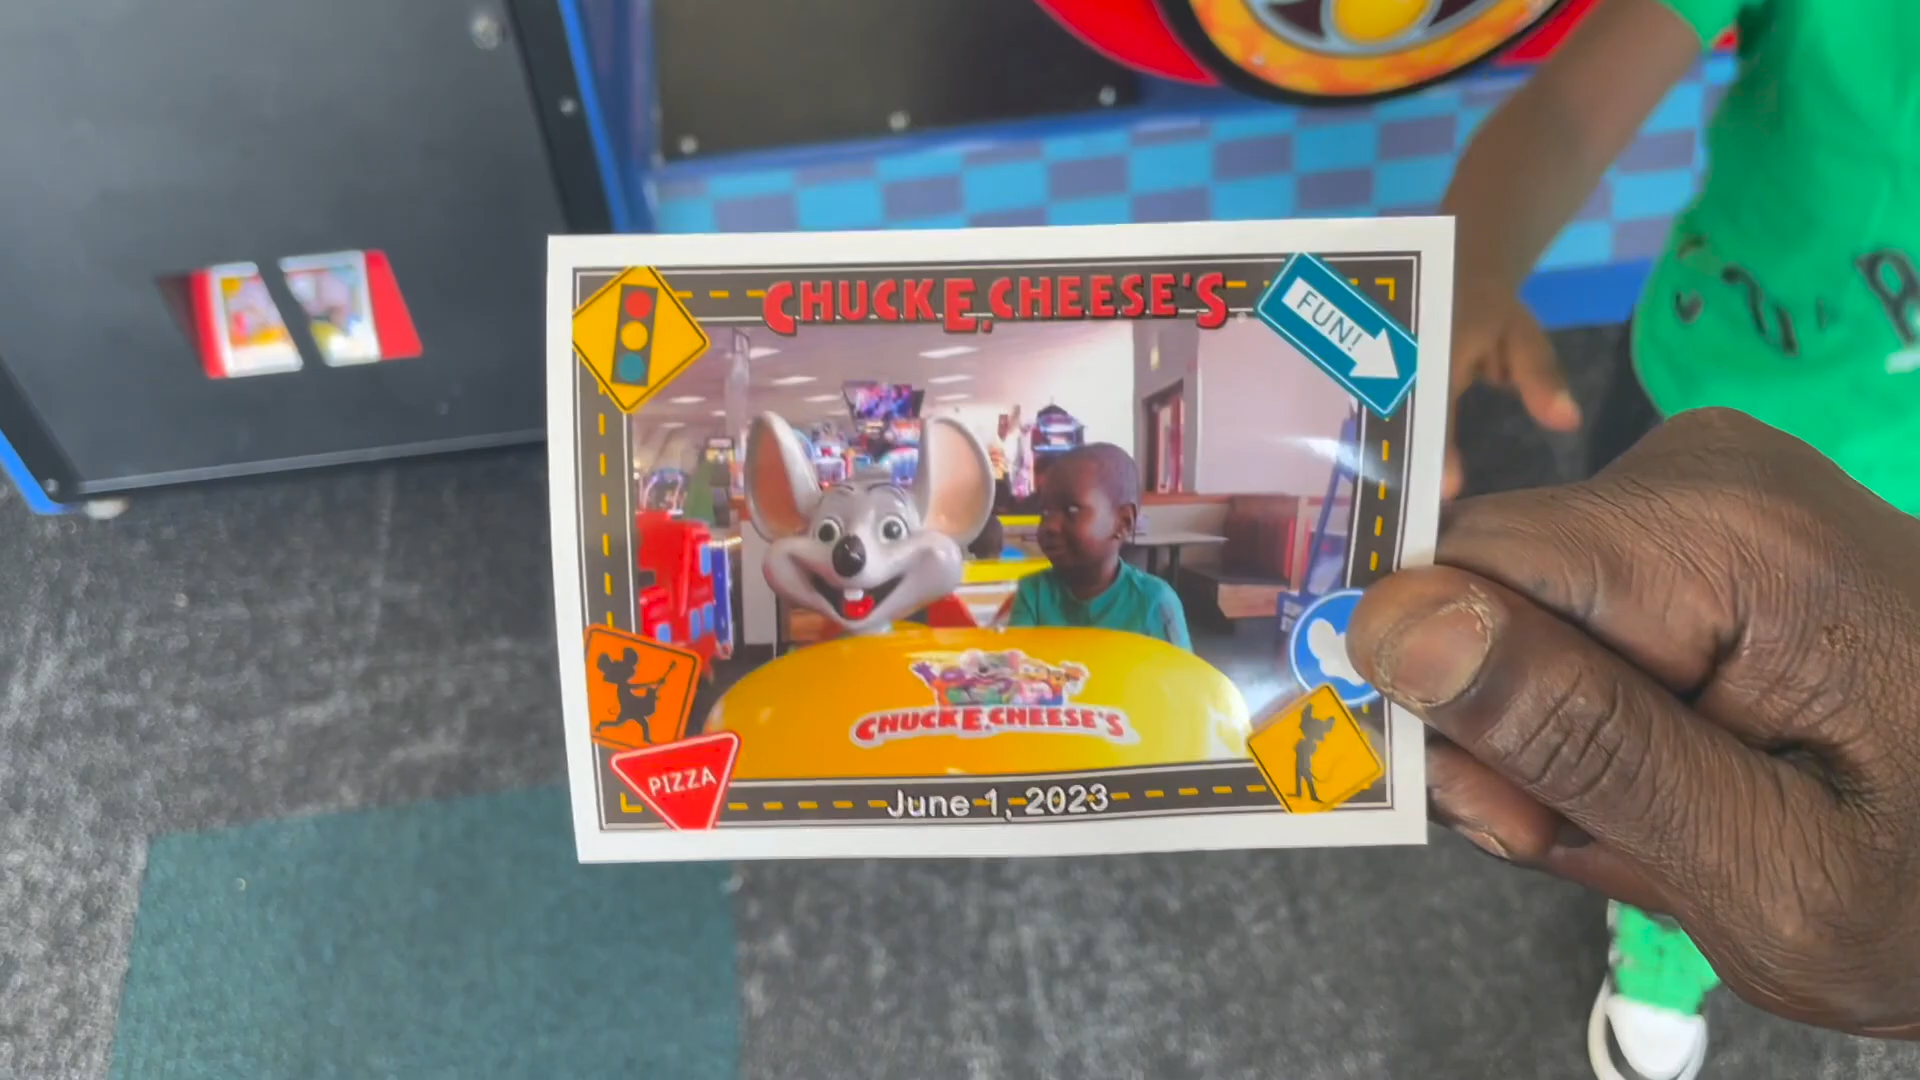 CHUCK E. CHEESE'S
FUN!
CHUCK E. CHEESE'S
PIZZA
June 1, 2023